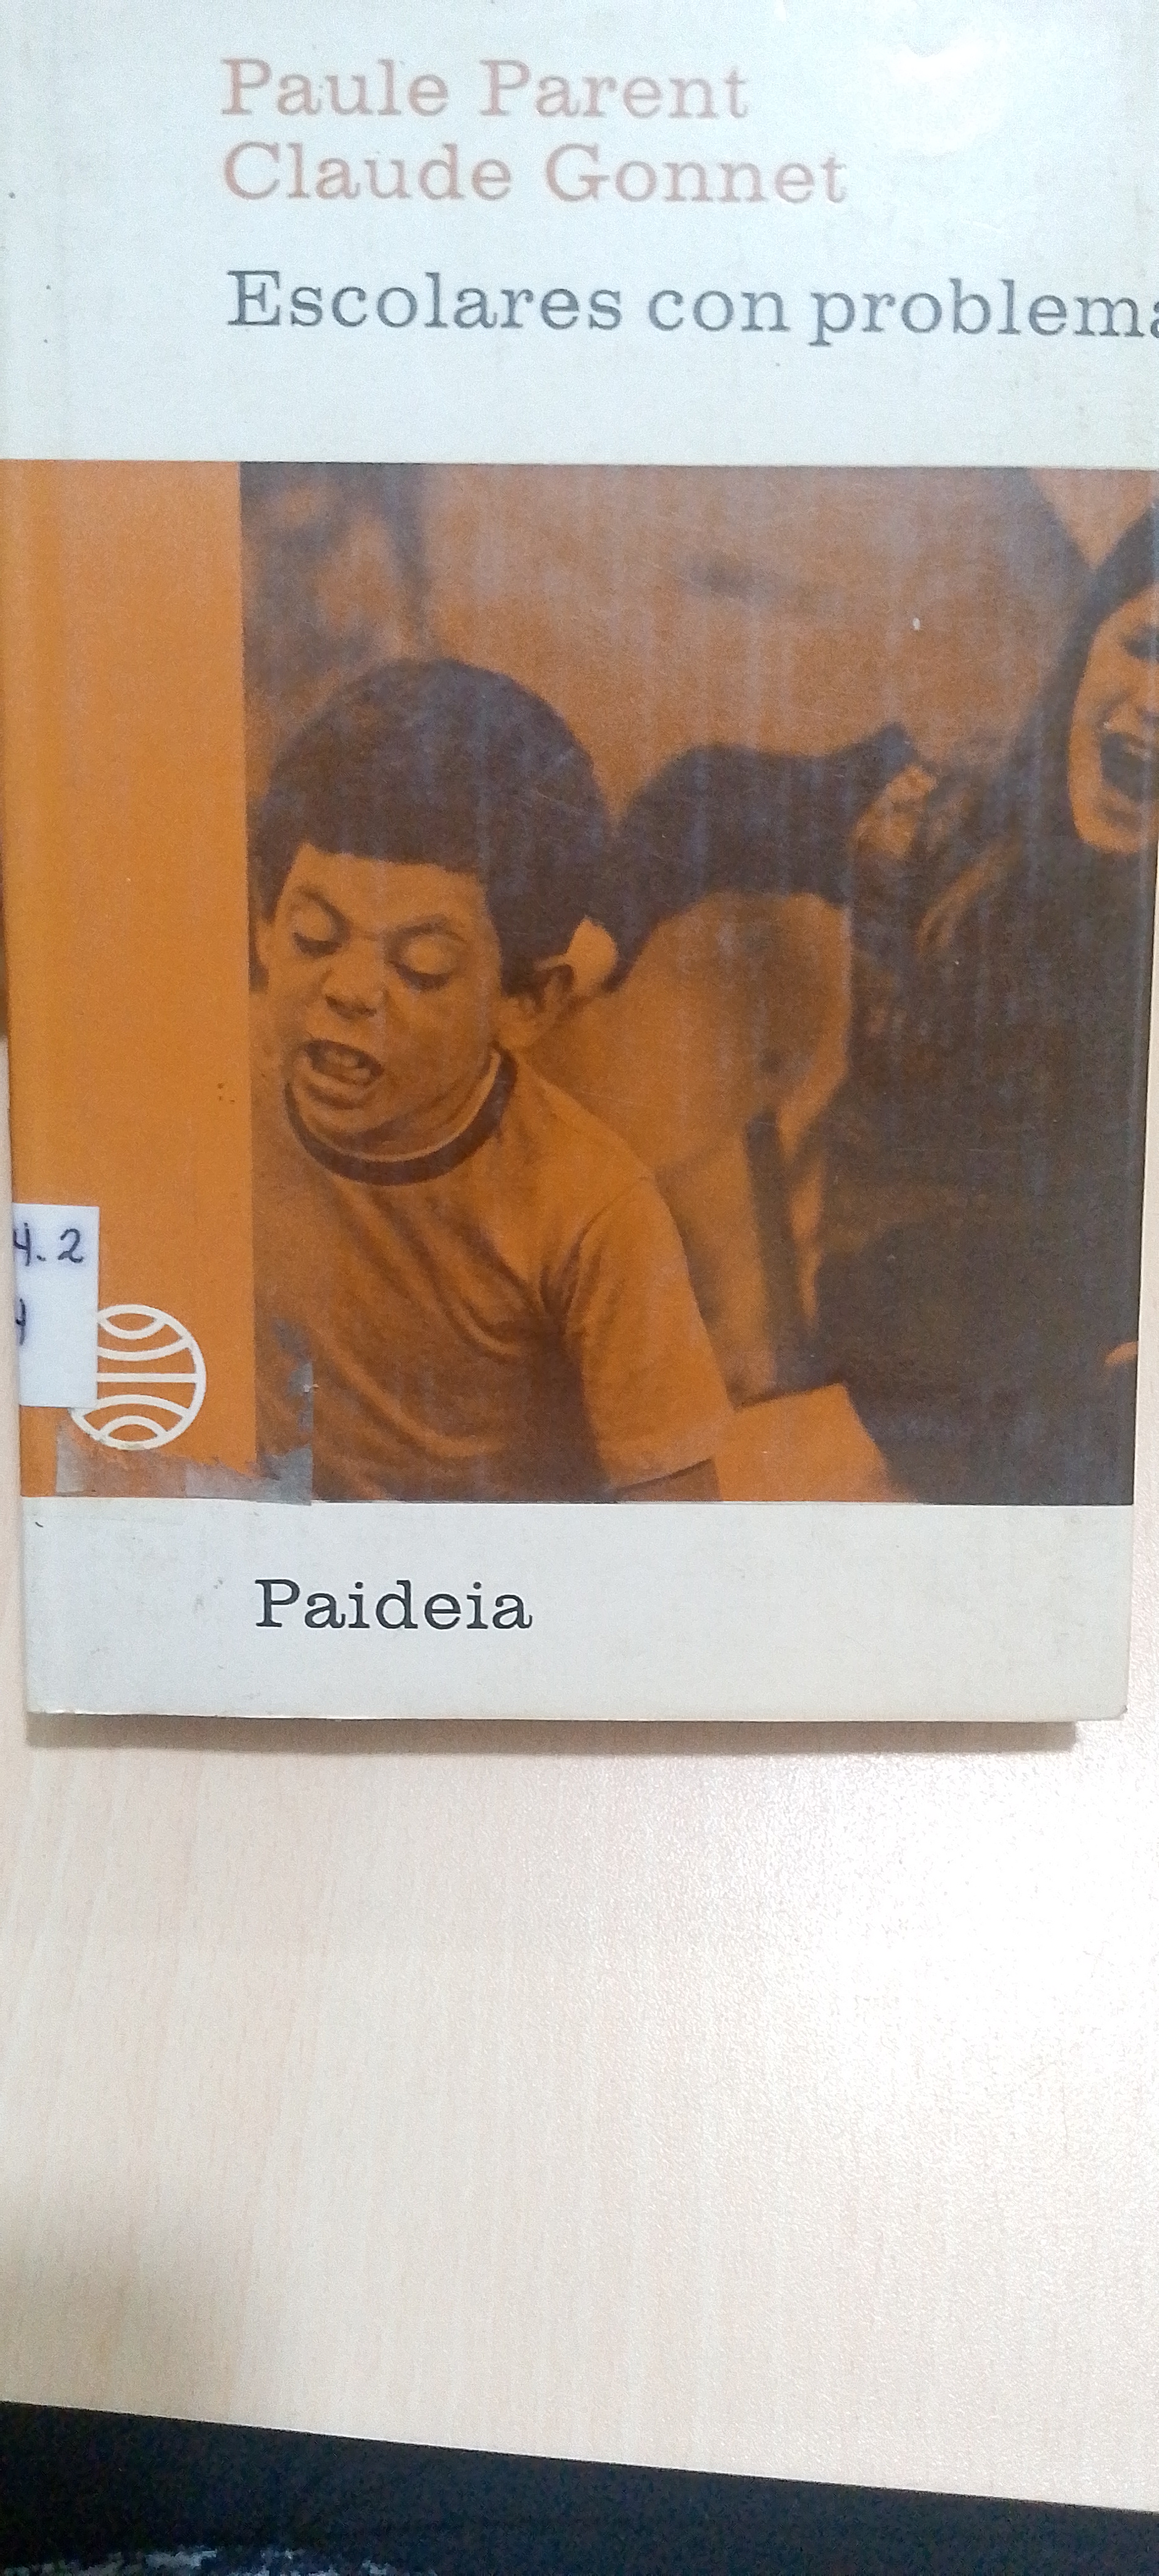 Paule Parent
Claude Gonnet
Escolares con problema
4.2
Paideia